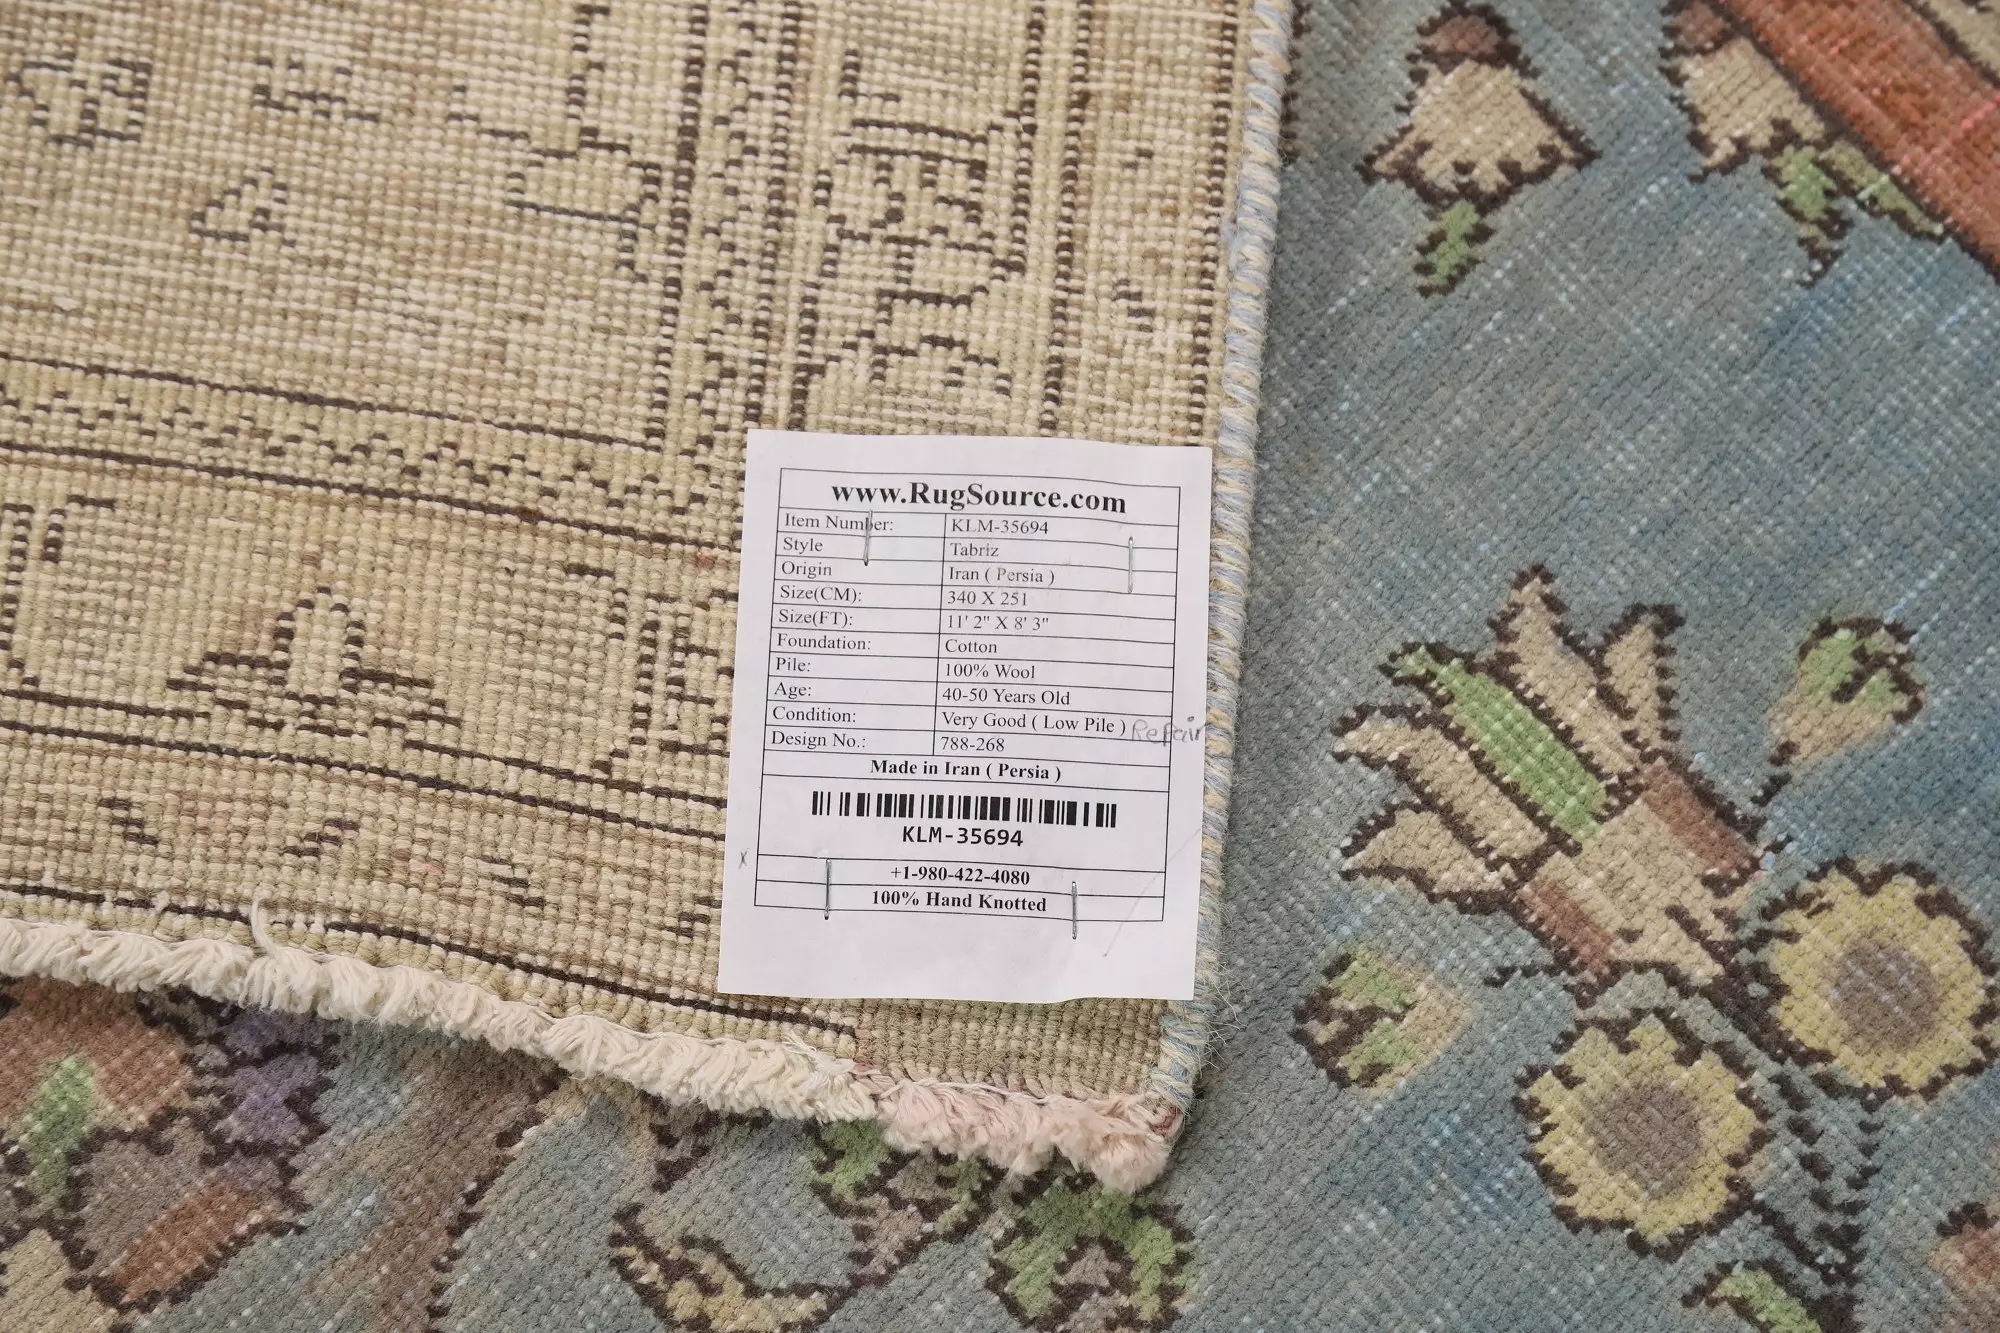 www.RugSource.com
Item Number: KLM-35694
Style Tabriz
Origin Iran ( Persia )
Size(CM): 340 X 251
Size(FT): 11' 2" X 8' 3"
Foundation: Cotton
Pile: 100% Wool
Age: 40-50 Years Old
Condition: Very Good ( Low Pile ) Repair
Design No.: 788-268
Made in Iran ( Persia )
KLM-35694
+1-980-422-4080
100% Hand Knotted